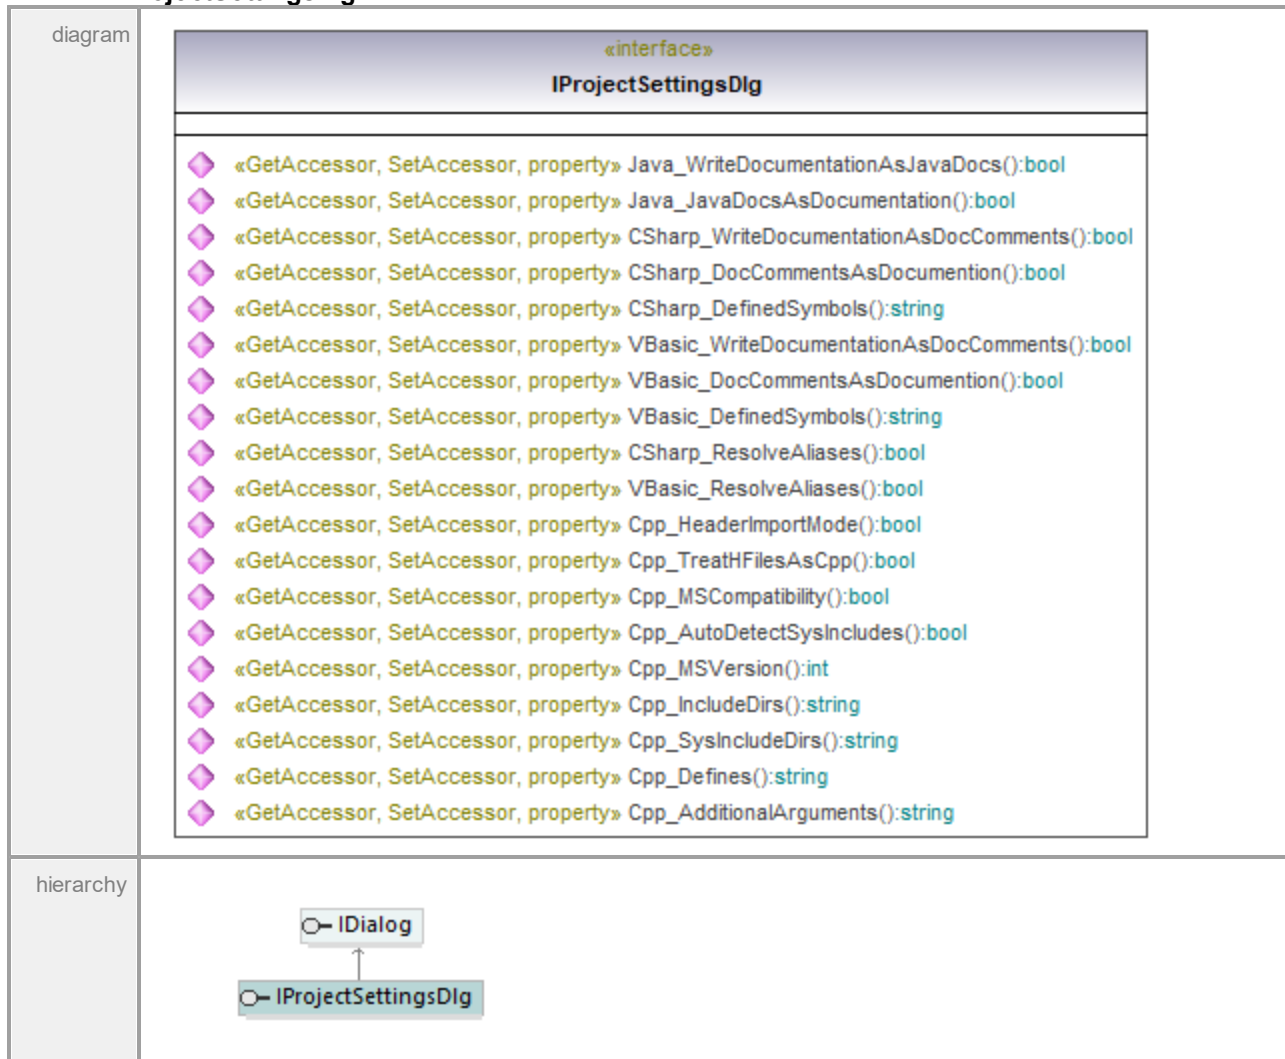 diagram
«interface»
IProjectSettingsDlg
«GetAccessor, SetAccessor, property» Java_WriteDocumentationAsJavaDocs():bool
«GetAccessor, SetAccessor, property» Java_JavaDocsAsDocumentation():bool
«GetAccessor, SetAccessor, property» CSharp_WriteDocumentationAsDocComments():bool
«GetAccessor, SetAccessor, property» CSharp_DocCommentsAsDocumention():bool
«GetAccessor, SetAccessor, property» CSharp_DefinedSymbols():string
«GetAccessor, SetAccessor, property» VBasic_WriteDocumentationAsDocComments():bool
«GetAccessor, SetAccessor, property» VBasic_DocCommentsAsDocumention():bool
«GetAccessor, SetAccessor, property» VBasic_DefinedSymbols():string
«GetAccessor, SetAccessor, property» CSharp_ResolveAliases():bool
«GetAccessor, SetAccessor, property» VBasic_ResolveAliases():bool
«GetAccessor, SetAccessor, property» Cpp_HeaderImportMode():bool
«GetAccessor, SetAccessor, property» Cpp_TreatHFilesAsCpp():bool
«GetAccessor, SetAccessor, property» Cpp_MSCompatibility():bool
«GetAccessor, SetAccessor, property» Cpp_AutoDetectSysIncludes():bool
«GetAccessor, SetAccessor, property» Cpp_MSVersion():int
«GetAccessor, SetAccessor, property» Cpp_IncludeDirs():string
«GetAccessor, SetAccessor, property» Cpp_SysIncludeDirs():string
«GetAccessor, SetAccessor, property» Cpp_Defines():string
«GetAccessor, SetAccessor, property» Cpp_AdditionalArguments():string
hierarchy
IDialog
IProjectSettingsDlg